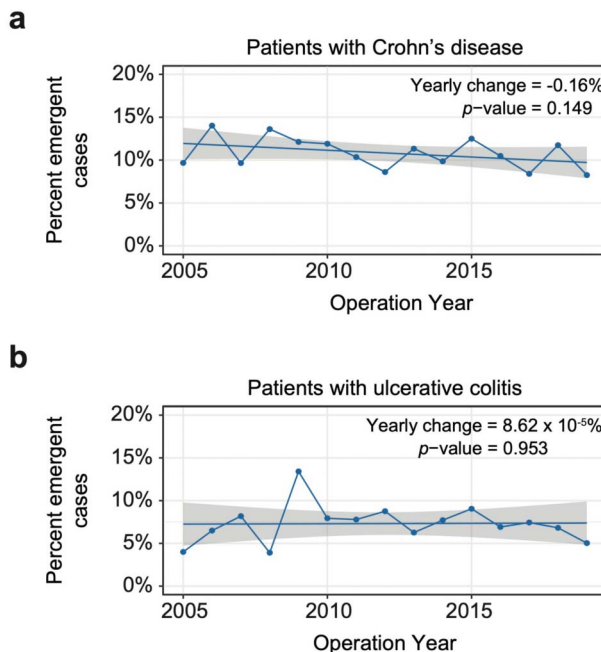 a
Patients with Crohn’s disease
Yearly change = -0.16%
p−value = 0.149
20%
15%
10%
5%
0%
Percent emergent
cases
2005
2010
2015
Operation Year
b
Patients with ulcerative colitis
Yearly change = 8.62 x 10⁻⁵%
p−value = 0.953
20%
15%
10%
5%
0%
Percent emergent
cases
2005
2010
2015
Operation Year